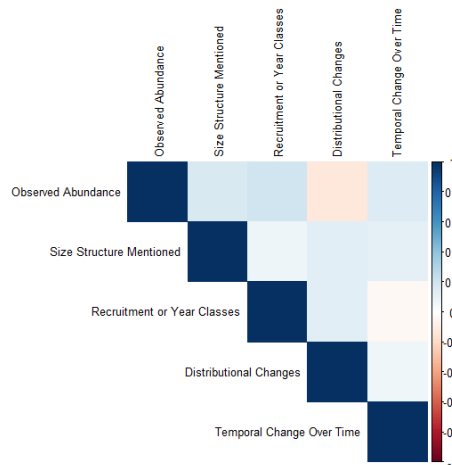 Observed Abundance
Size Structure Mentioned
Recruitment or Year Classes
Distributional Changes
Temporal Change Over Time
Observed Abundance
Size Structure Mentioned
Recruitment or Year Classes
Distributional Changes
Temporal Change Over Time
0